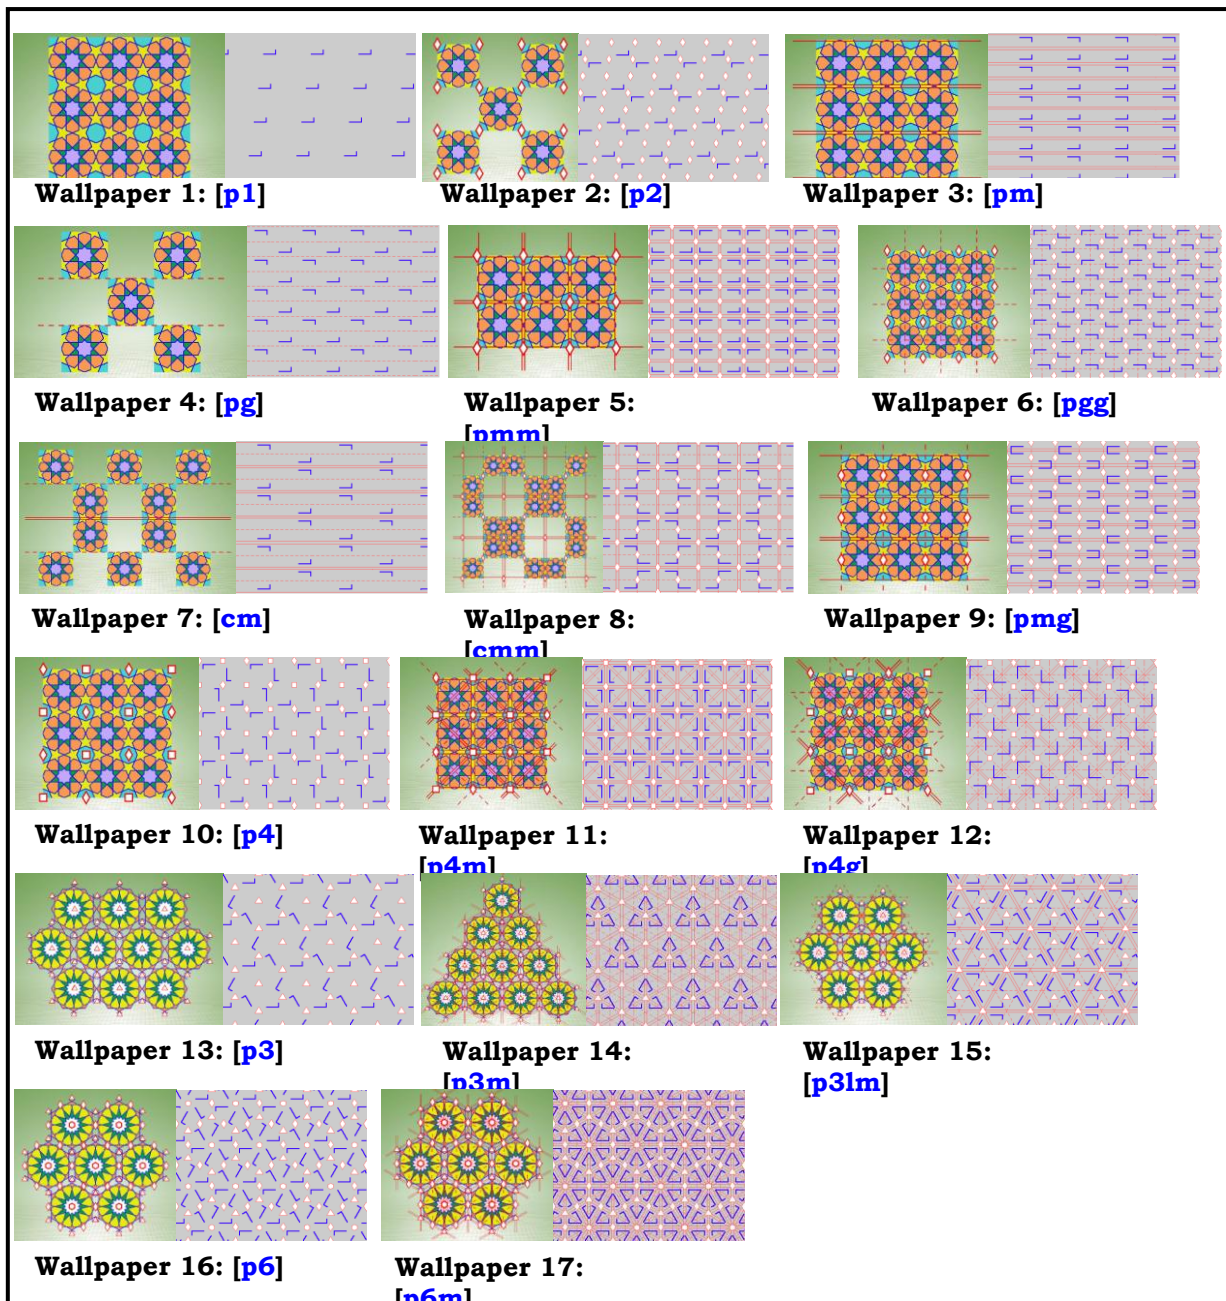 Wallpaper 1: [p1]
Wallpaper 2: [p2]
Wallpaper 3: [pm]
Wallpaper 4: [pg]
Wallpaper 5:
[pmm]
Wallpaper 6: [pgg]
Wallpaper 7: [cm]
Wallpaper 8:
[cmm]
Wallpaper 9: [pmg]
Wallpaper 10: [p4]
Wallpaper 11:
[p4m]
Wallpaper 12:
[p4g]
Wallpaper 13: [p3]
Wallpaper 14:
[p3m]
Wallpaper 15:
[p3lm]
Wallpaper 16: [p6]
Wallpaper 17:
[p6m]